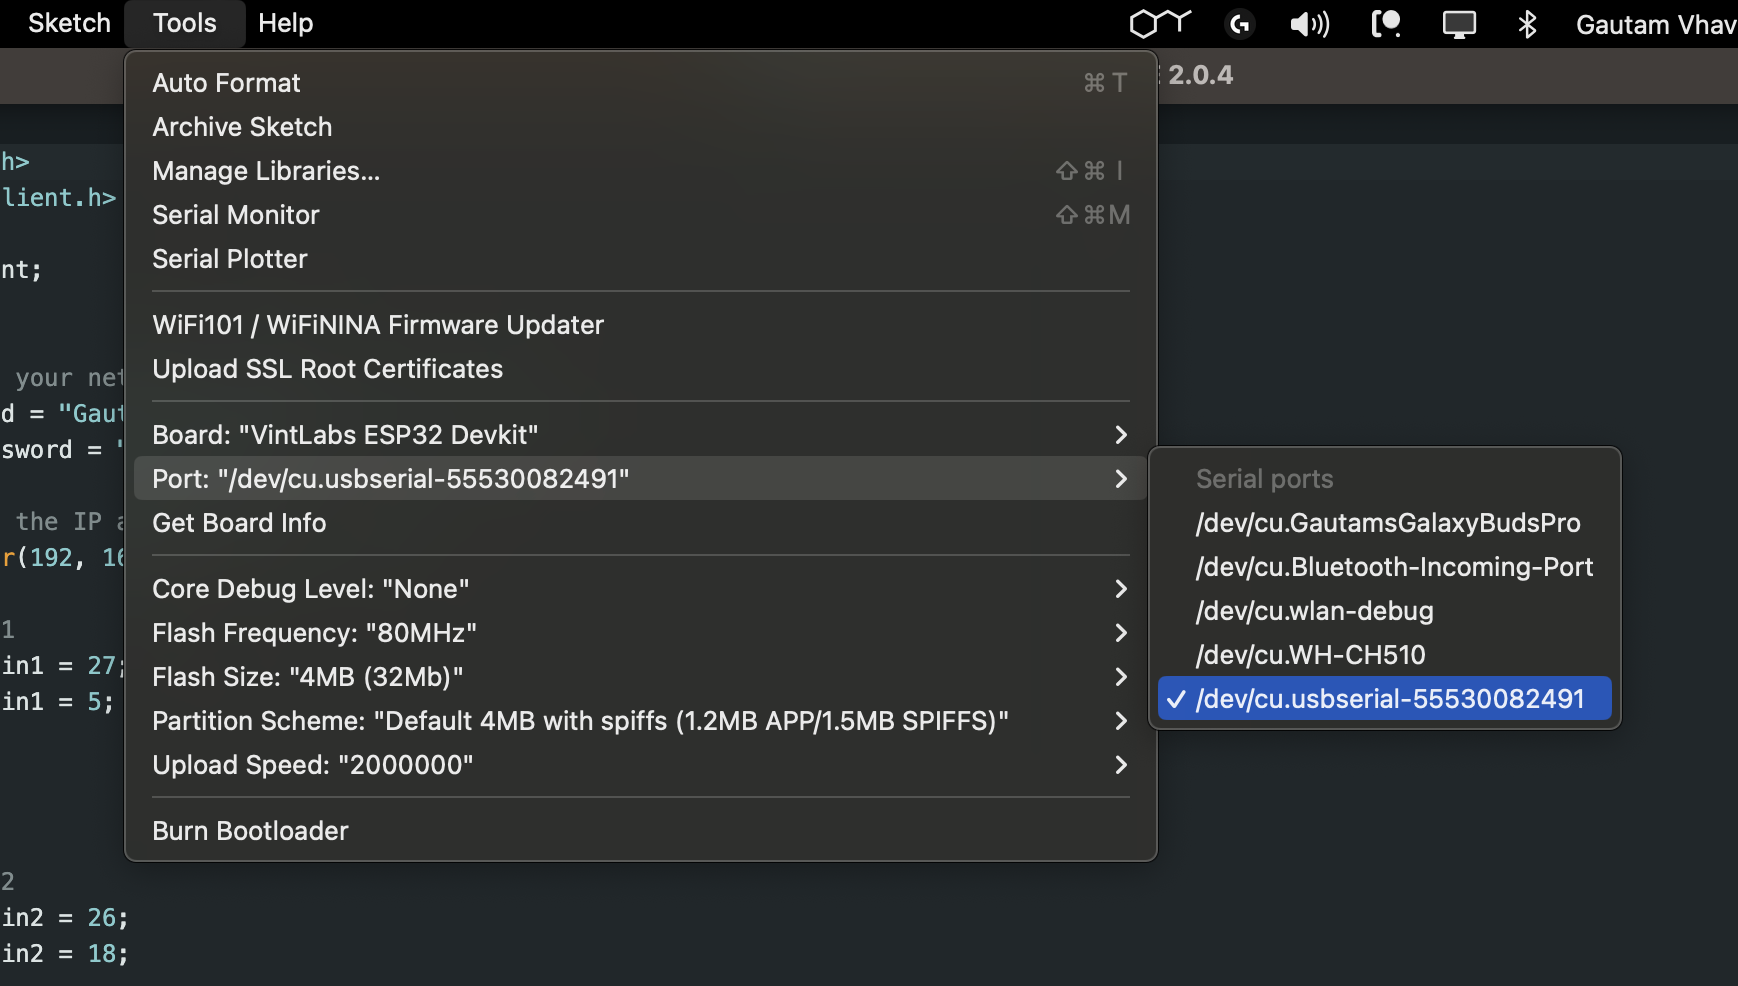 Sketch Tools Help Gautam Vhav
2.0.4
Auto Format ⌘ T
Archive Sketch
Manage Libraries... ⇧⌘ I
Serial Monitor ⇧⌘M
Serial Plotter
WiFi101 / WiFiNINA Firmware Updater
Upload SSL Root Certificates
Board: "VintLabs ESP32 Devkit"
Port: "/dev/cu.usbserial-55530082491"
Get Board Info
Core Debug Level: "None"
Flash Frequency: "80MHz"
Flash Size: "4MB (32Mb)"
Partition Scheme: "Default 4MB with spiffs (1.2MB APP/1.5MB SPIFFS)"
Upload Speed: "2000000"
Burn Bootloader
Serial ports
/dev/cu.GautamsGalaxyBudsPro
/dev/cu.Bluetooth-Incoming-Port
/dev/cu.wlan-debug
/dev/cu.WH-CH510
✓ /dev/cu.usbserial-55530082491
h>
lient.h>
nt;
your net
d = "Gaut
sword = "
the IP a
r(192, 16
1
in1 = 27;
in1 = 5;
2
in2 = 26;
in2 = 18;